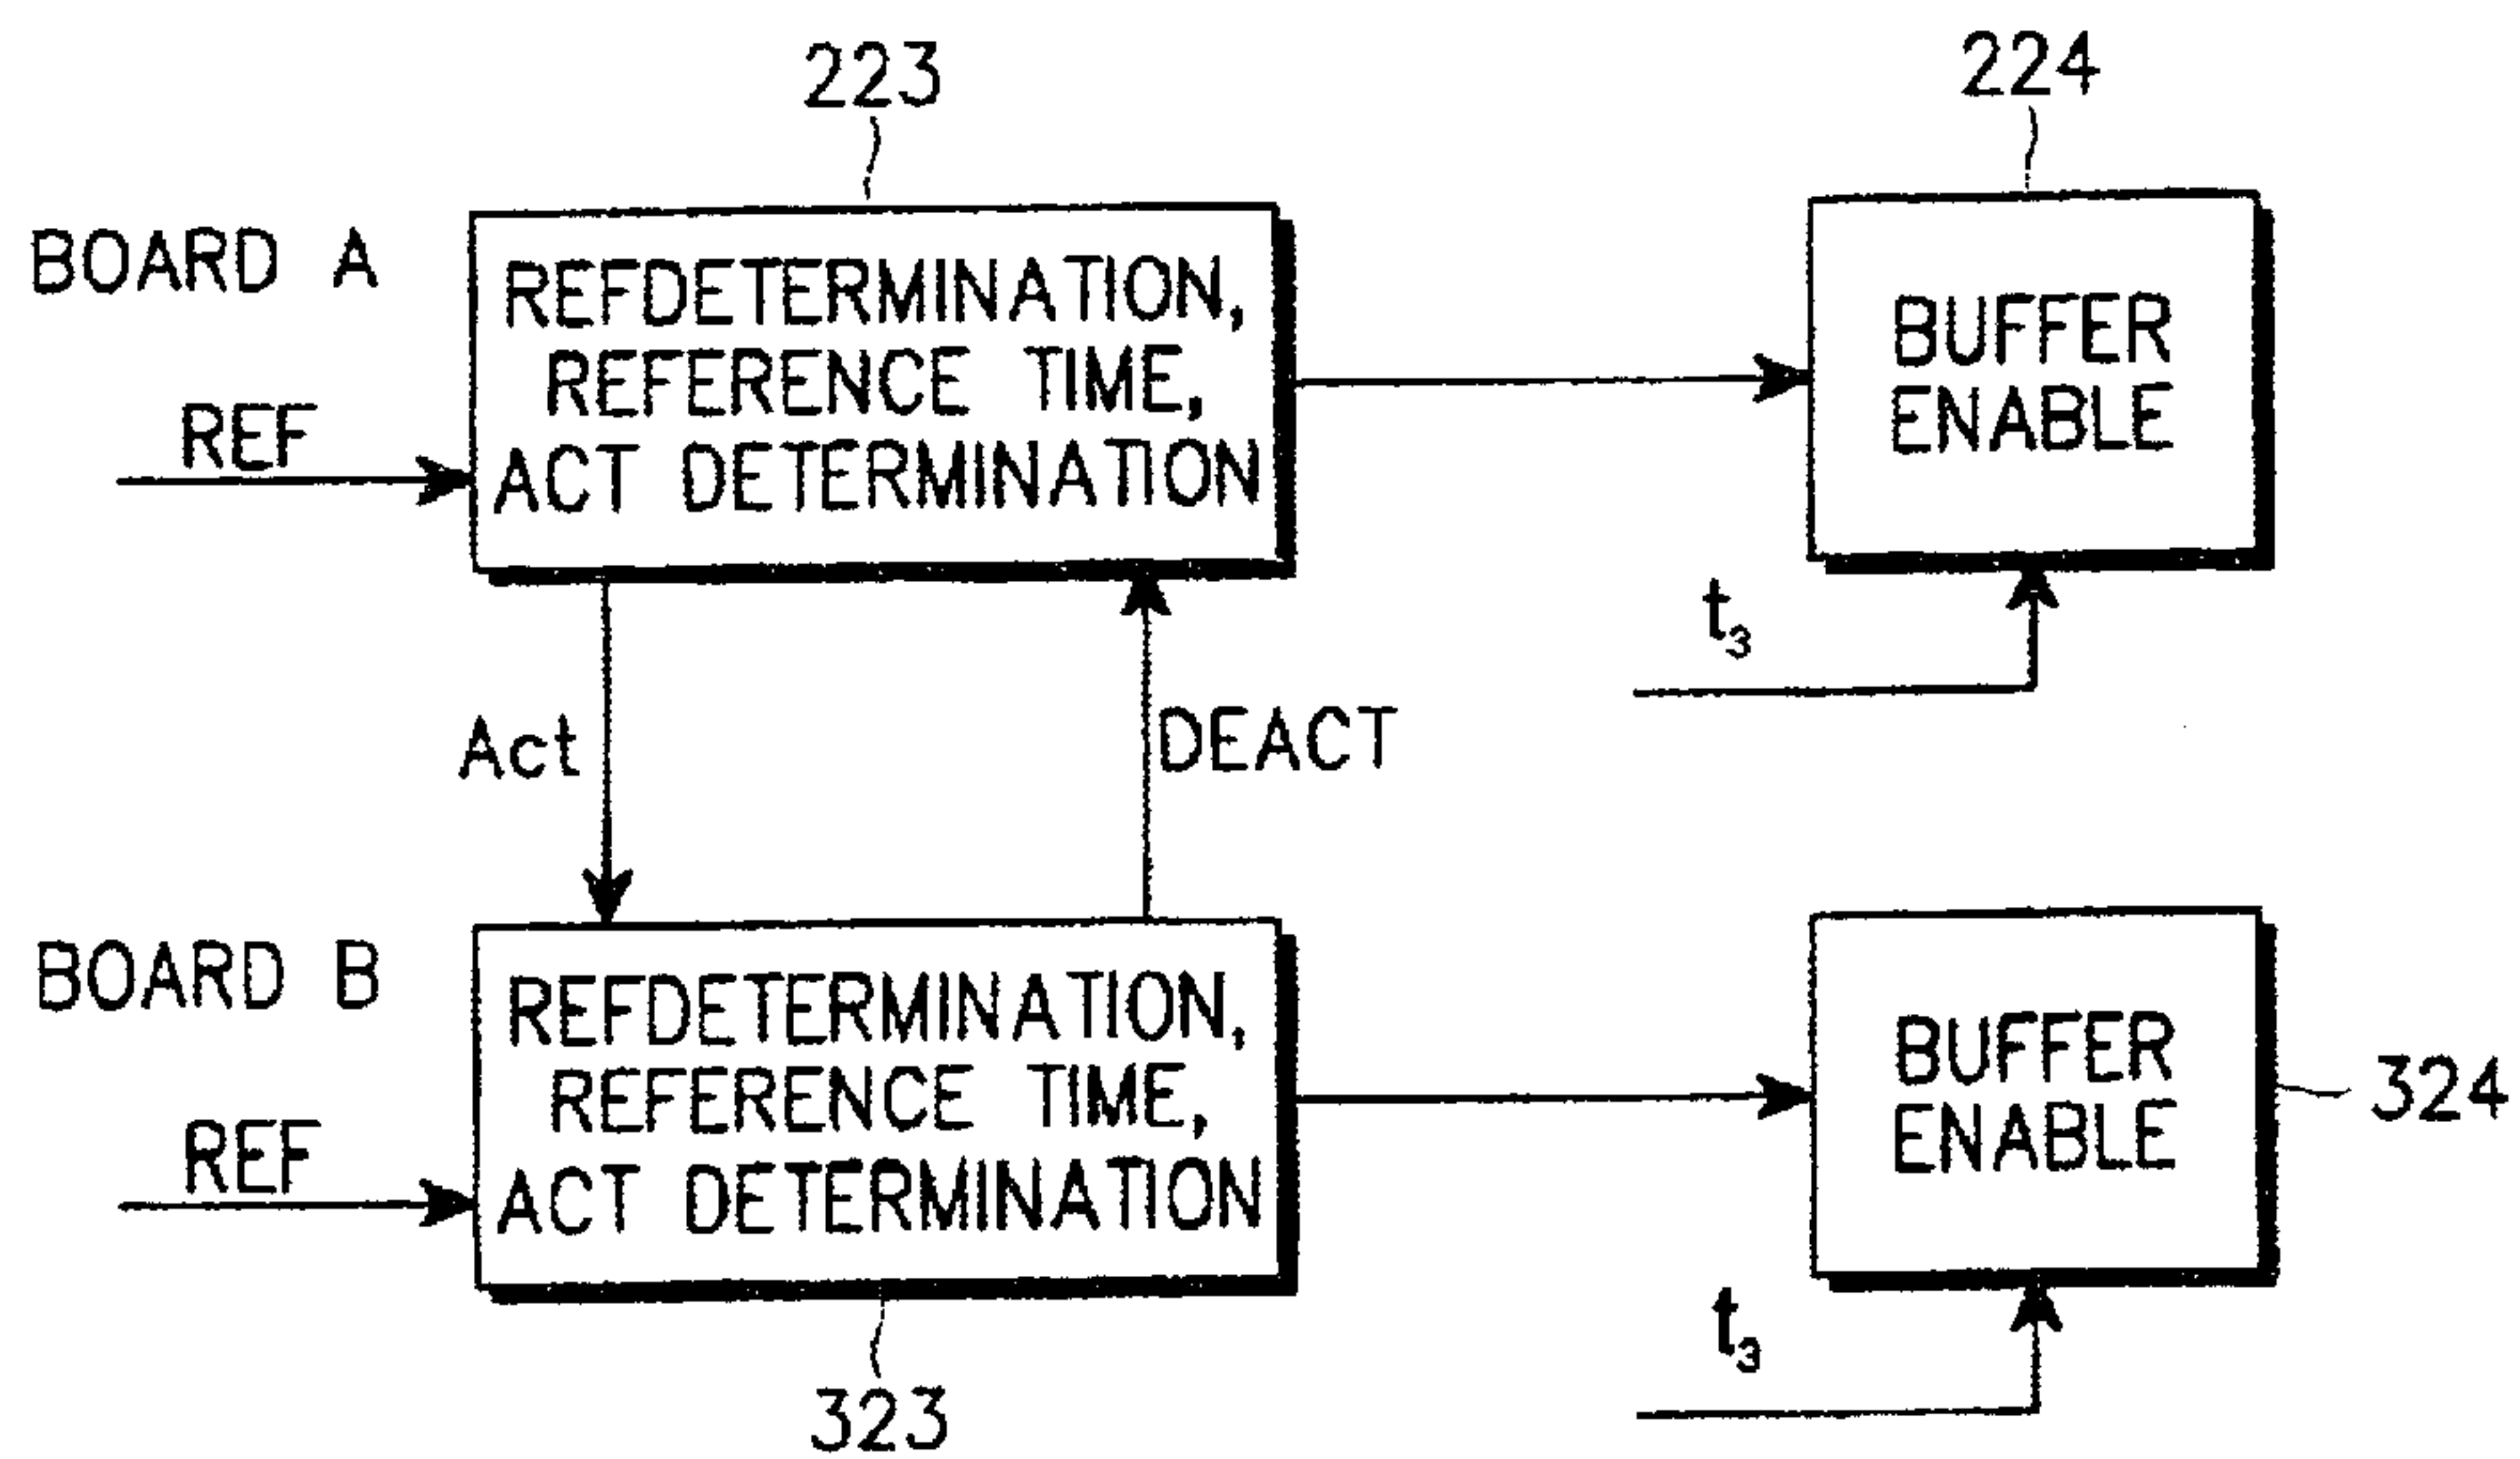 223
224
BOARD A
REFDETERMINATION,
REFERENCE TIME,
ACT DETERMINATION
REF
BUFFER
ENABLE
t₃
Act
DEACT
BOARD B
REFDETERMINATION,
REFERENCE TIME,
ACT DETERMINATION
REF
BUFFER
ENABLE
324
t₃
323